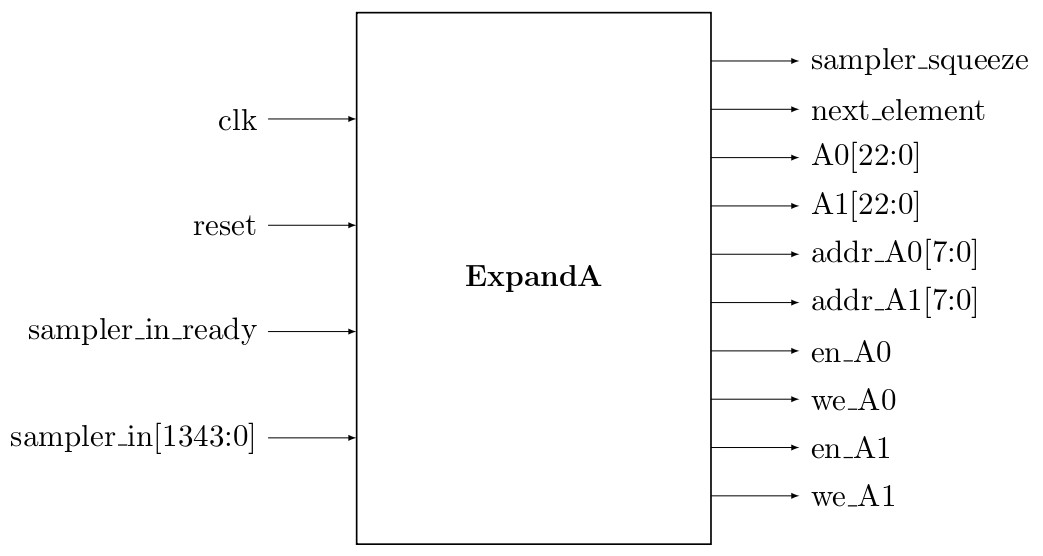 clk
reset
sampler_in_ready
sampler_in[1343:0]
ExpandA
sampler_squeeze
next_element
A0[22:0]
A1[22:0]
addr_A0[7:0]
addr_A1[7:0]
en_A0
we_A0
en_A1
we_A1